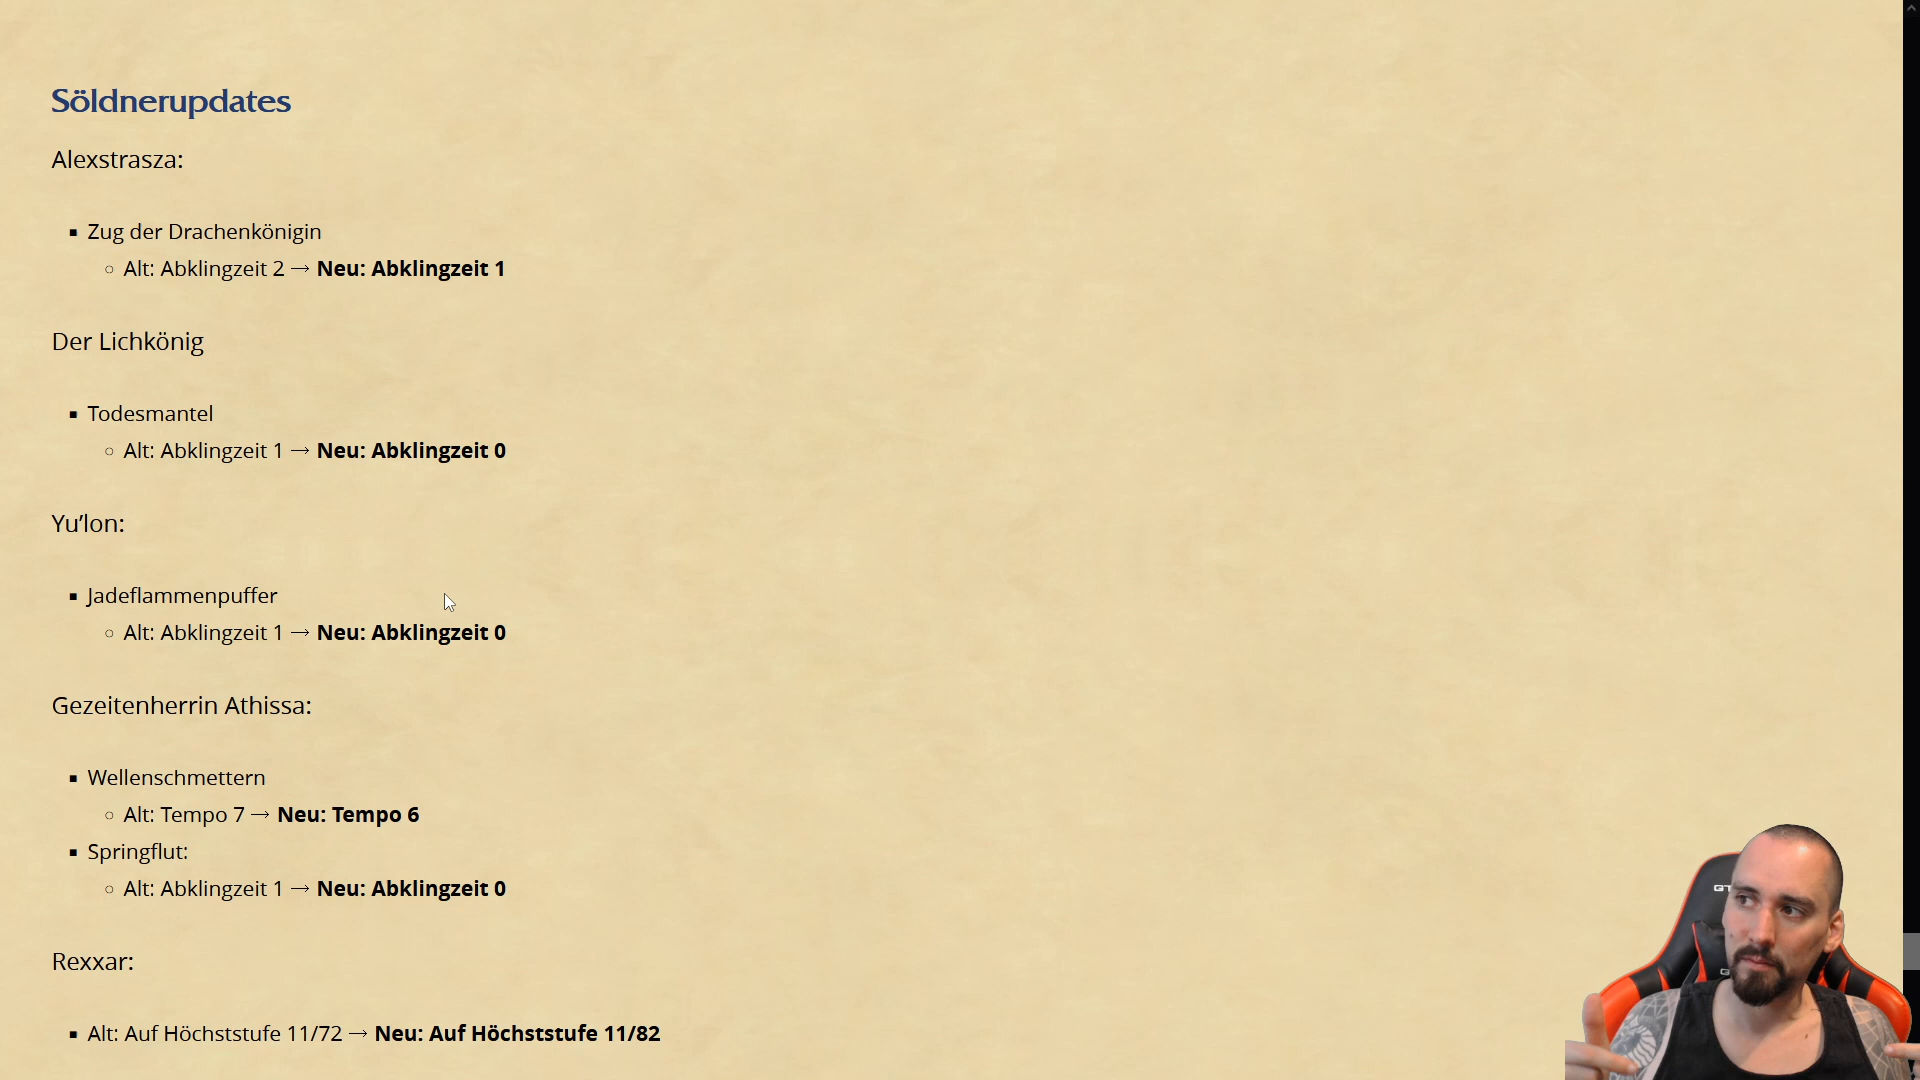 Söldnerupdates
Alexstrasza:
Zug der Drachenkönigin
Alt: Abklingzeit 2 → Neu: Abklingzeit 1
Der Lichkönig
Todesmantel
Alt: Abklingzeit 1 → Neu: Abklingzeit 0
Yu’lon:
Jadeflammenpuffer
Alt: Abklingzeit 1 → Neu: Abklingzeit 0
Gezeitenherrin Athissa:
Wellenschmettern
Alt: Tempo 7 → Neu: Tempo 6
Springflut:
Alt: Abklingzeit 1 → Neu: Abklingzeit 0
Rexxar:
Alt: Auf Höchststufe 11/72 → Neu: Auf Höchststufe 11/82